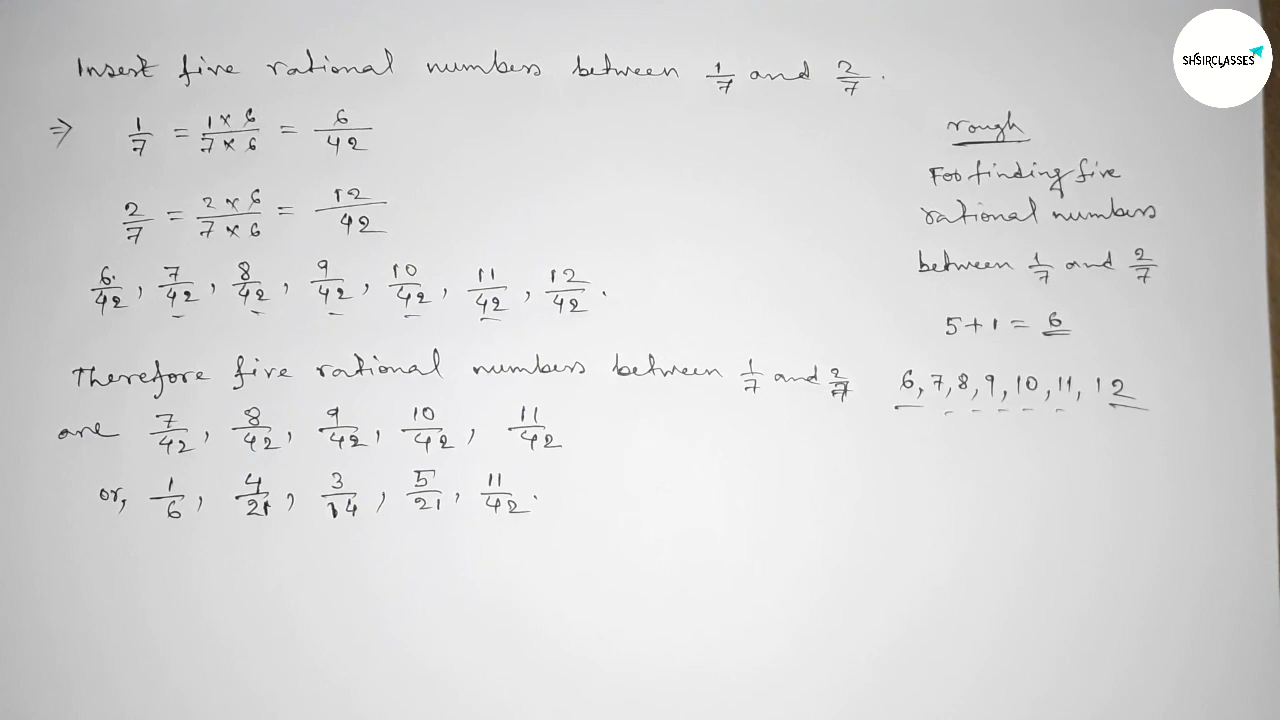 Insert five rational numbers between 1/7 and 2/7.
⇒ 1/7 = 1×6/7×6 = 6/42
2/7 = 2×6/7×6 = 12/42
6/42, 7/42, 8/42, 9/42, 10/42, 11/42, 12/42.
Therefore five rational numbers between 1/7 and 2/7
are 7/42, 8/42, 9/42, 10/42, 11/42
or, 1/6, 4/21, 3/14, 5/21, 11/42.
SHSIRCLASSES
rough
For finding five
rational numbers
between 1/7 and 2/7
5+1 = 6
6, 7, 8, 9, 10, 11, 12